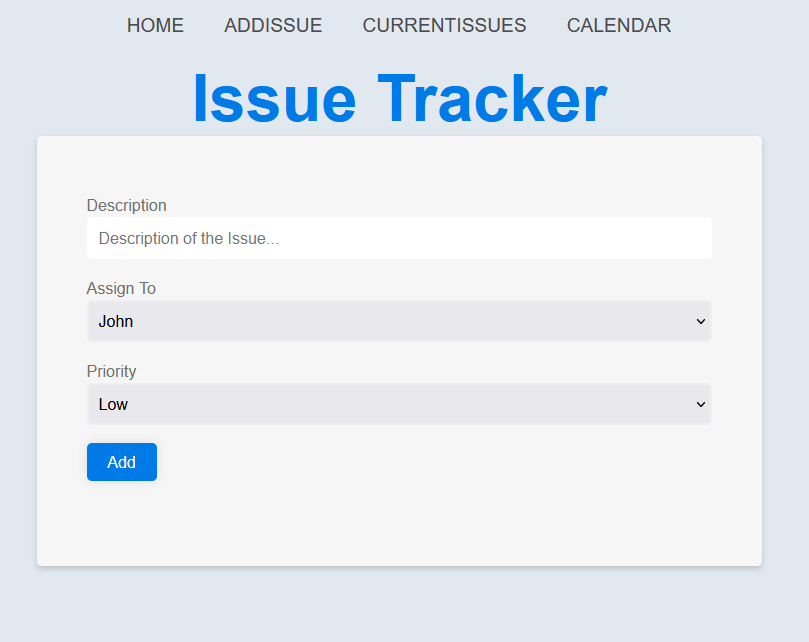 HOME ADDISSUE CURRENTISSUES CALENDAR
Issue Tracker
Description
Description of the Issue...
Assign To
John
Priority
Low
Add